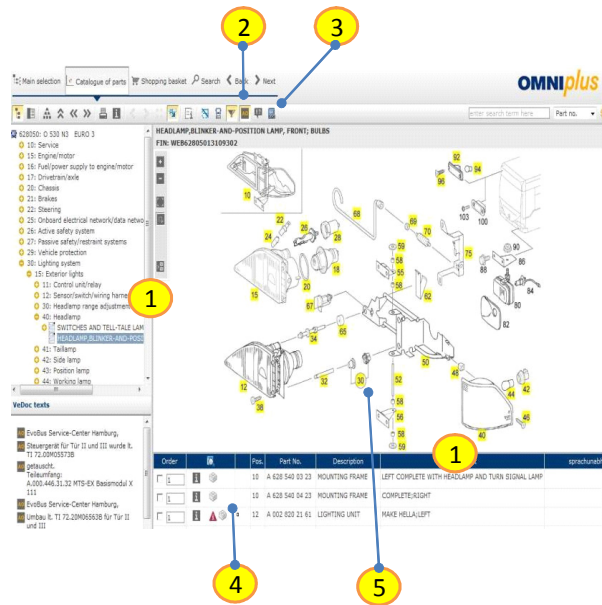 2
3
Main selection
Catalogue of parts
Shopping basket
Search
Back
Next
OMNIplus
enter search term here
Part no.
628050: O 530 N3 EURO 3
10: Service
15: Engine/motor
16: Fuel/power supply to engine/motor
17: Drivetrain/axle
20: Chassis
21: Brakes
22: Steering
25: Onboard electrical network/data netwo
26: Active safety system
27: Passive safety/restraint systems
29: Vehicle protection
30: Lighting system
15: Exterior lights
11: Control unit/relay
12: Sensor/switch/wiring harne
30: Headlamp range adjustment
40: Headlamp
SWITCHES AND TELL-TALE LAM
HEADLAMP,BLINKER-AND-POSI
41: Taillamp
42: Side lamp
43: Position lamp
44: Working lamp
1
HEADLAMP,BLINKER-AND-POSITION LAMP, FRONT; BULBS
FIN: WEB62805013109302
92
94
96
10
68
103
100
22
69
70
24
26
28
59
90
75
58
86
18
55
88
20
58
84
15
62
67
80
65
82
34
50
48
30
44
42
12
32
52
38
58
46
56
40
58
59
VeDoc texts
EvoBus Service-Center Hamburg,
Steuergerät für Tür II und III wurde lt.
TI 72.00M05573B
getauscht.
Teileumfang:
A.000.446.31.32 MTS-EX Basismodul X
111
EvoBus Service-Center Hamburg,
Umbau lt. TI 72.20M06563B für Tür II
und III
1
Order
Pos.
Part No.
Description
sprachunabh
1
10
A 628 540 03 23
MOUNTING FRAME
LEFT COMPLETE WITH HEADLAMP AND TURN SIGNAL LAMP
1
10
A 628 540 04 23
MOUNTING FRAME
COMPLETE;RIGHT
1
12
A 002 820 21 61
LIGHTING UNIT
MAKE HELLA;LEFT
4
5